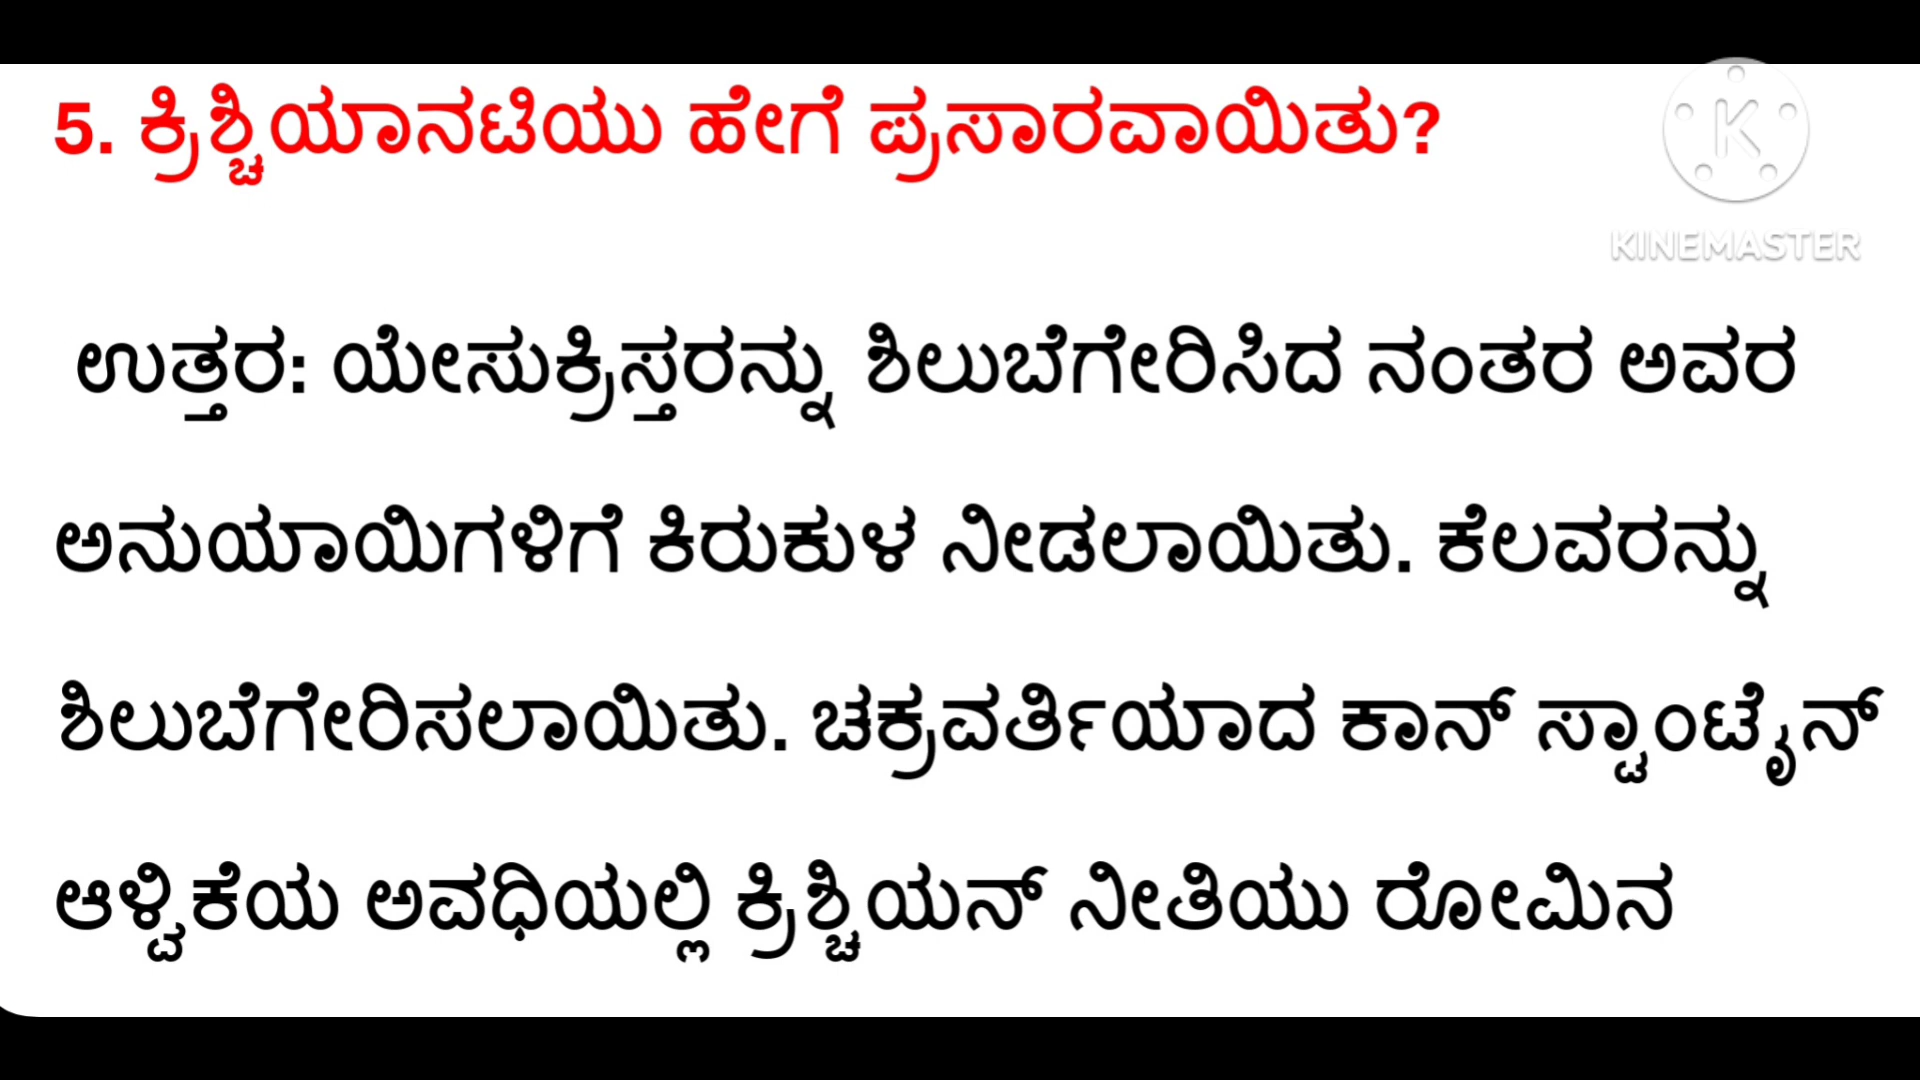 5. ಕ್ರಿಶ್ಚಿಯಾನಟಿಯು ಹೇಗೆ ಪ್ರಸಾರವಾಯಿತು?
K
KINEMASTER
ಉತ್ತರ: ಯೇಸುಕ್ರಿಸ್ತರನ್ನು ಶಿಲುಬೆಗೇರಿಸಿದ ನಂತರ ಅವರ
ಅನುಯಾಯಿಗಳಿಗೆ ಕಿರುಕುಳ ನೀಡಲಾಯಿತು. ಕೆಲವರನ್ನು
ಶಿಲುಬೆಗೇರಿಸಲಾಯಿತು. ಚಕ್ರವರ್ತಿಯಾದ ಕಾನ್ ಸ್ಟಾಂಟೈನ್
ಆಳ್ವಿಕೆಯ ಅವಧಿಯಲ್ಲಿ ಕ್ರಿಶ್ಚಿಯನ್ ನೀತಿಯು ರೋಮಿನ